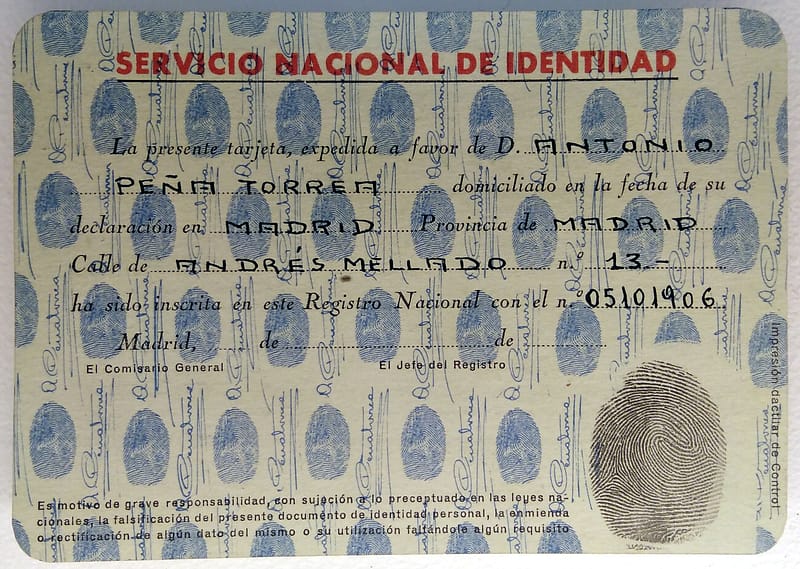 SERVICIO NACIONAL DE IDENTIDAD
La presente tarjeta, expedida a favor de D. ANTONIO
PEÑA TORREA domiciliado en la fecha de su
declaración en MADRID Provincia de MADRID
Calle de ANDRÉS MELLADO n.º 13.-
ha sido inscrita en este Registro Nacional con el n.º 05101906
Madrid, de de
El Comisario General El Jefe del Registro
Impresión dactilar de Control.
Es motivo de grave responsabilidad, con sujeción a lo preceptuado en las leyes na-
cionales, la falsificación del presente documento de identidad personal, la enmienda
o rectificación de algún dato del mismo o su utilización faltándole algún requisito